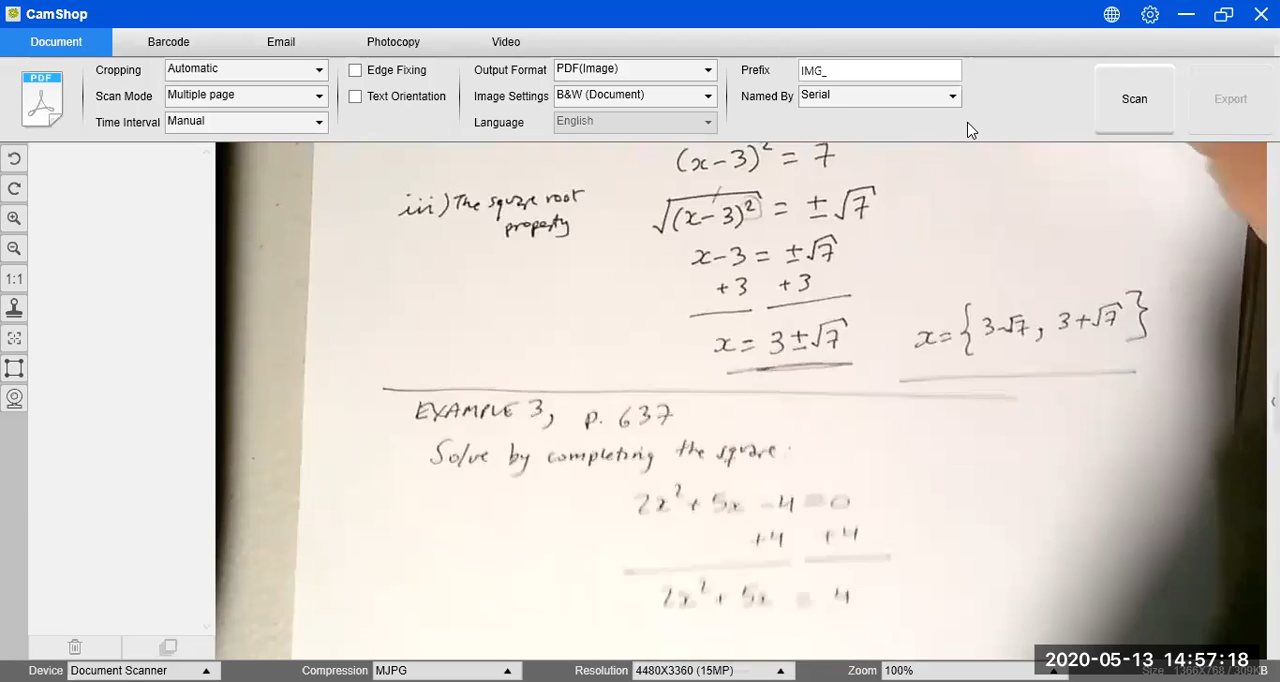 CamShop
Document Barcode Email Photocopy Video
PDF
Cropping Automatic
Scan Mode Multiple page
Time Interval Manual
Edge Fixing
Text Orientation
Output Format PDF(Image)
Image Settings B&W (Document)
Language English
Prefix IMG_
Named By Serial
Scan
Export
1:1
(x-3)² = 7
iii) The square root
property
√(x-3)² = ±√7
x-3 = ±√7
+3 +3
x = 3±√7
x = {3-√7, 3+√7}
EXAMPLE 3, p. 637
Solve by completing the square:
2x² + 5x - 4 = 0
+4 +4
2x² + 5x = 4
2020-05-13 14:57:18
Device Document Scanner Compression MJPG Resolution 4480X3360 (15MP) Zoom 100% Size 1366X768 / 309KB